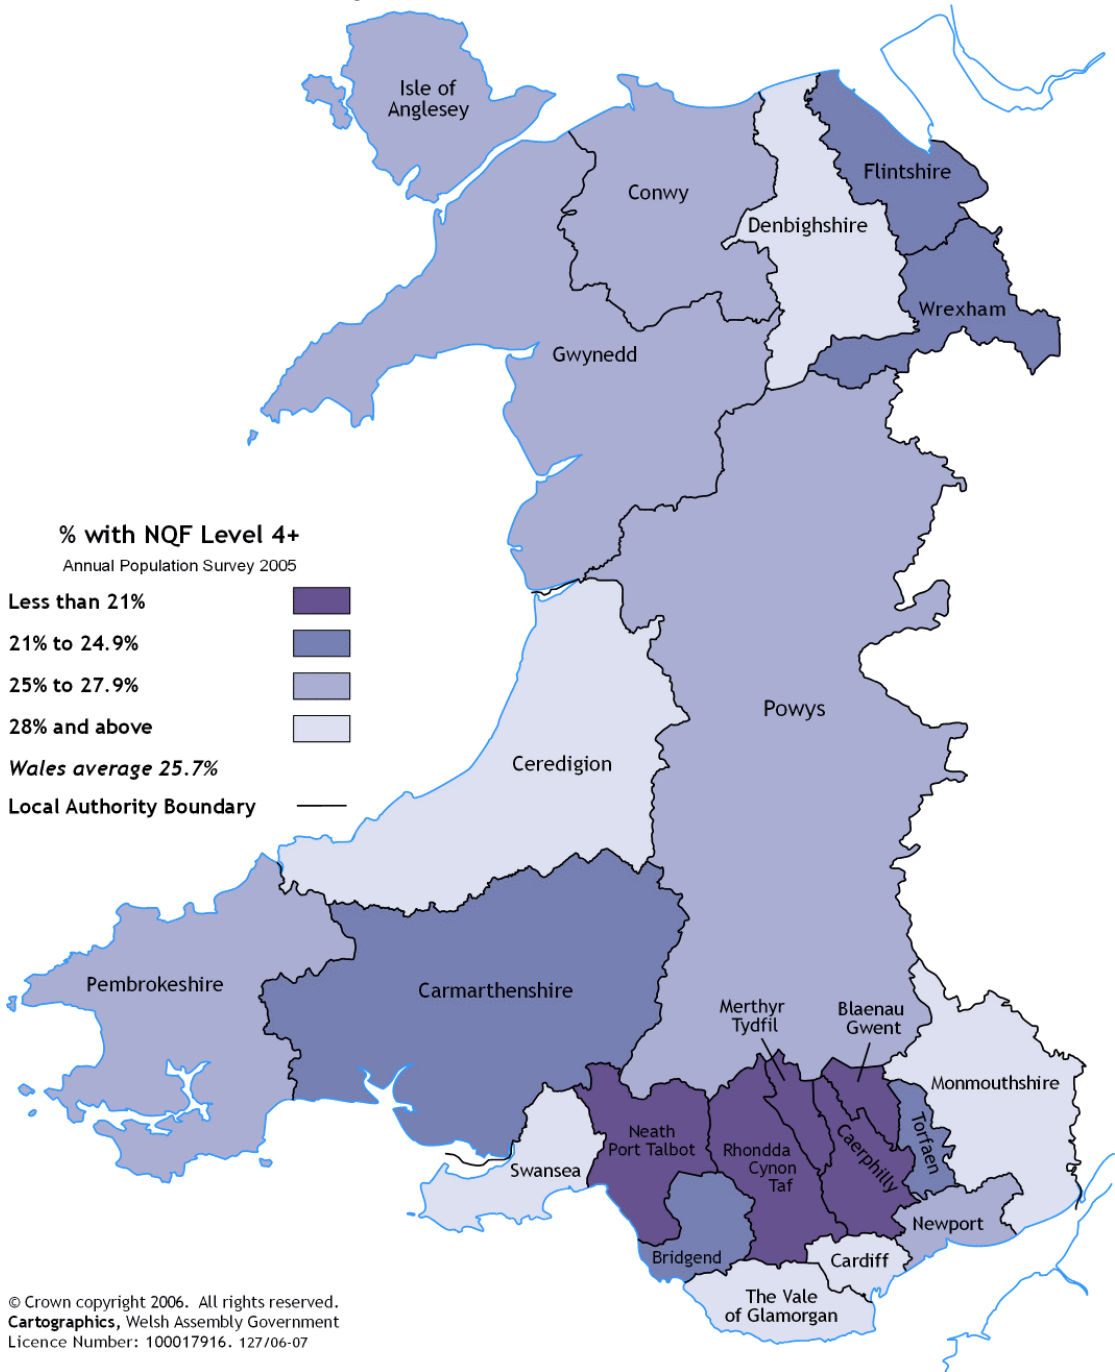 Isle of
Anglesey
Conwy
Denbighshire
Flintshire
Wrexham
Gwynedd
% with NQF Level 4+
Annual Population Survey 2005
Less than 21%
21% to 24.9%
25% to 27.9%
28% and above
Wales average 25.7%
Local Authority Boundary
Powys
Ceredigion
Pembrokeshire
Carmarthenshire
Merthyr
Tydfil
Blaenau
Gwent
Monmouthshire
Torfaen
Caerphilly
Neath
Port Talbot
Rhondda
Cynon
Taf
Swansea
Newport
Bridgend
Cardiff
The Vale
of Glamorgan
© Crown copyright 2006. All rights reserved.
Cartographics, Welsh Assembly Government
Licence Number: 100017916. 127/06-07